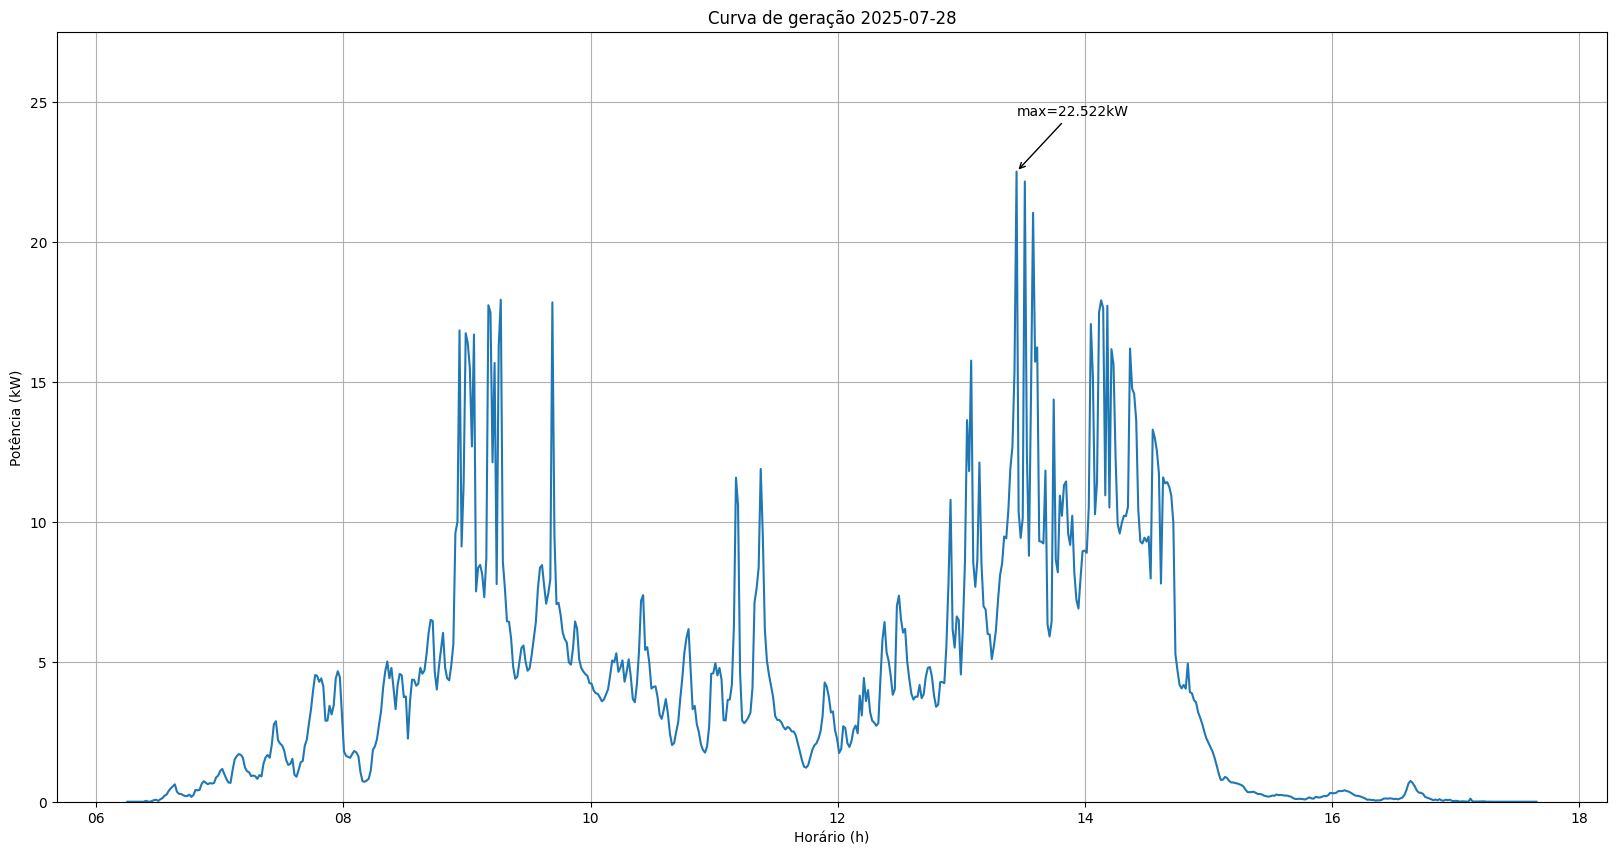 Curva de geração 2025-07-28
25
max=22.522kW
20
15
Potência (kW)
10
5
0
06 08 10 12 14 16 18
Horário (h)